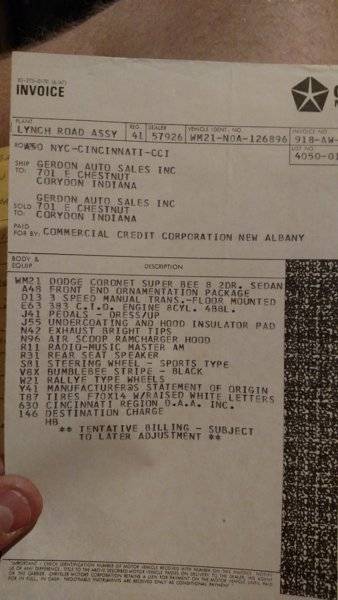 INVOICE
PLANT
REG. DEALER VEHICLE IDENT. NO. INVOICE NO.
LYNCH ROAD ASSY 41 57926 WM21-N0A-126896 918-AW-
LIST NO.
NYC-CINCINNATI-CCI 4050-01
SHIP TO: GERDON AUTO SALES INC
701 E CHESTNUT
CORYDON INDIANA
GERDON AUTO SALES INC
SOLD TO: 701 E CHESTNUT
CORYDON INDIANA
PAID FOR BY: COMMERCIAL CREDIT CORPORATION NEW ALBANY
BODY & EQUIP. DESCRIPTION
WM21 DODGE CORONET SUPER BEE 8 2DR. SEDAN
A48 FRONT END ORNAMENTATION PACKAGE
D13 3 SPEED MANUAL TRANS.-FLOOR MOUNTED
E63 383 C.I.D. ENGINE 8CYL. 4BBL.
J41 PEDALS - DRESS/UP
J55 UNDERCOATING AND HOOD INSULATOR PAD
N42 EXHAUST BRIGHT TIPS
N96 AIR SCOOP RAMCHARGER HOOD
R11 RADIO-MUSIC MASTER AM
R31 REAR SEAT SPEAKER
S81 STEERING WHEEL - SPORTS TYPE
V8X BUMBLEBEE STRIPE - BLACK
W21 RALLYE TYPE WHEELS
Y41 MANUFACTURERS STATEMENT OF ORIGIN
T87 TIRES F70X14 W/RAISED WHITE LETTERS
630 CINCINNATI REGION D.A.A. INC.
146 DESTINATION CHARGE
HB
** TENTATIVE BILLING - SUBJECT
TO LATER ADJUSTMENT **